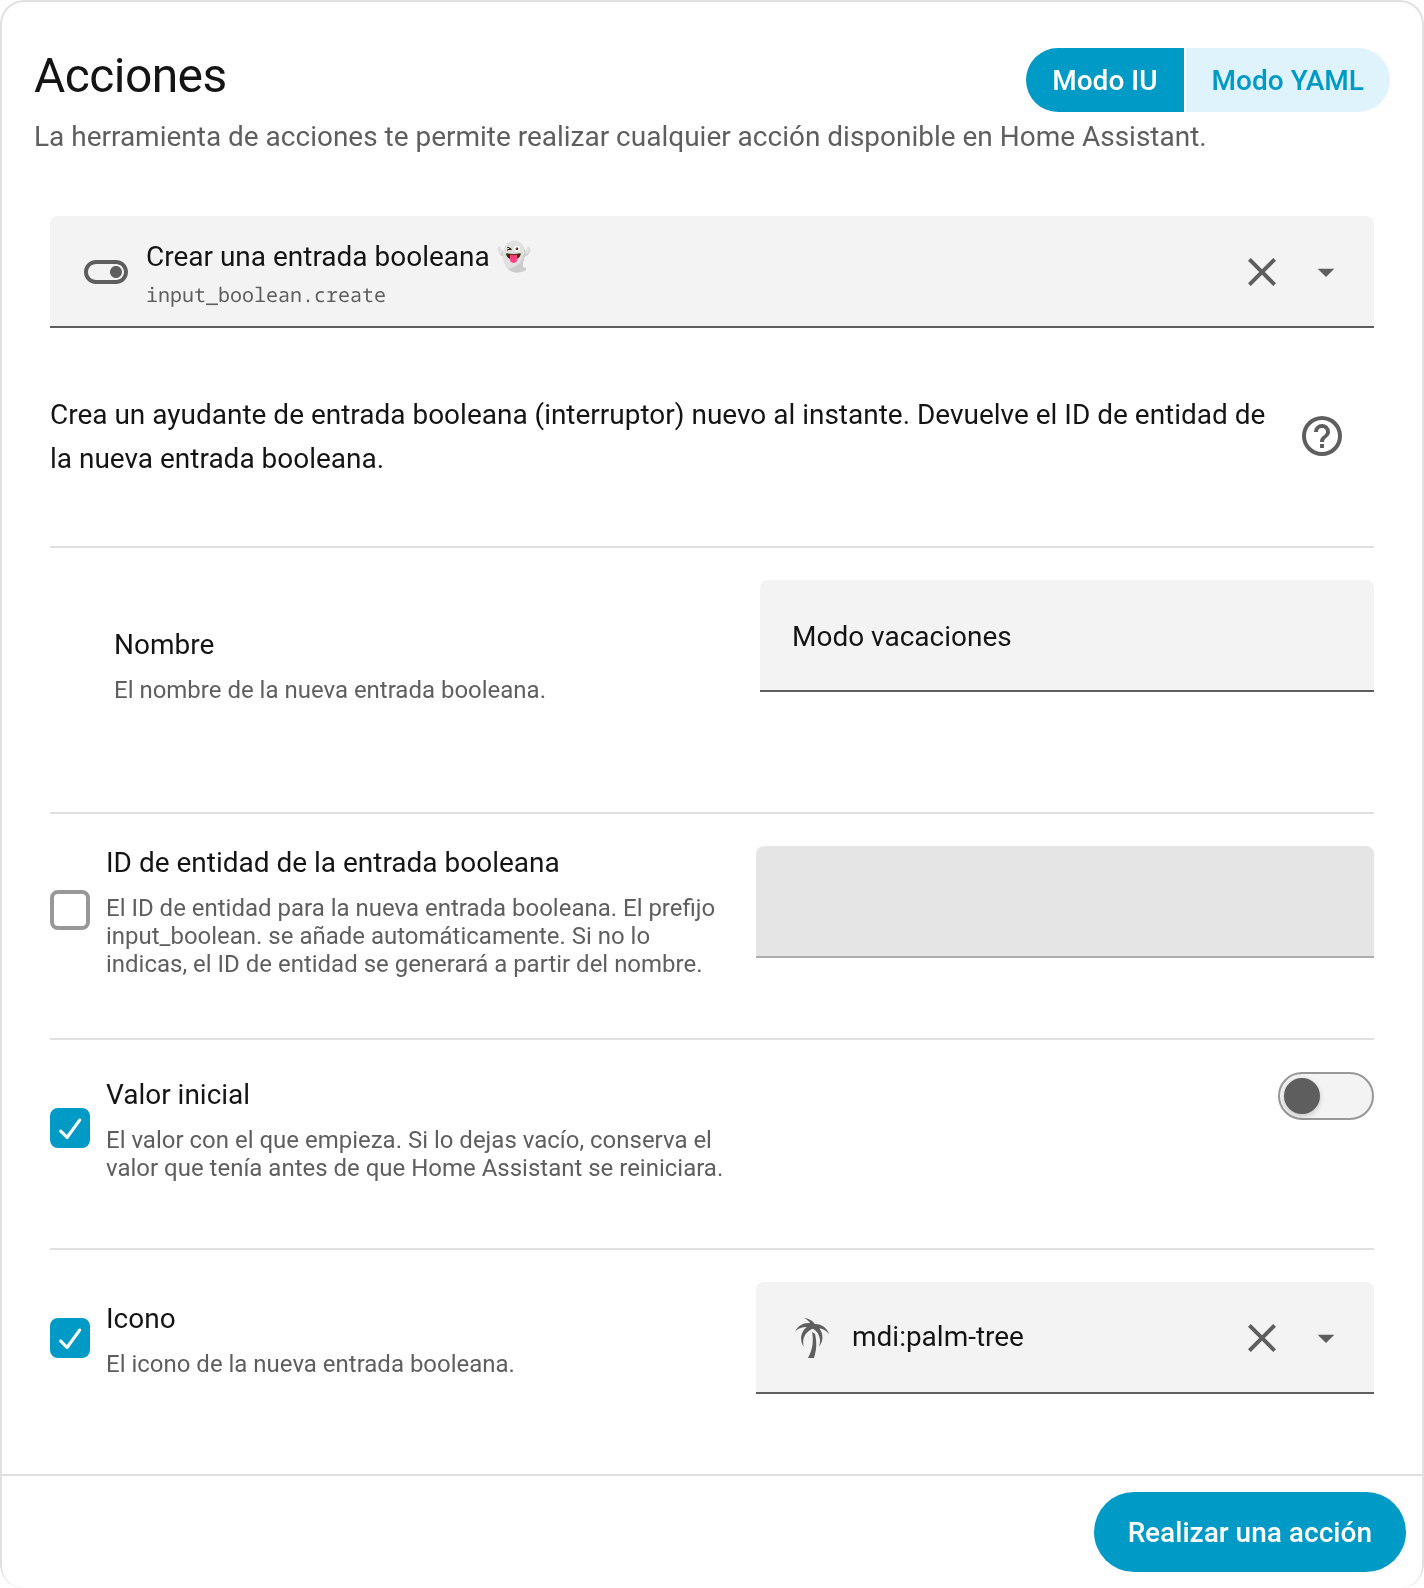 Acciones
Modo IU
Modo YAML
La herramienta de acciones te permite realizar cualquier acción disponible en Home Assistant.
Crear una entrada booleana 👻
input_boolean.create
Crea un ayudante de entrada booleana (interruptor) nuevo al instante. Devuelve el ID de entidad de
la nueva entrada booleana.
Nombre
El nombre de la nueva entrada booleana.
Modo vacaciones
ID de entidad de la entrada booleana
El ID de entidad para la nueva entrada booleana. El prefijo
input_boolean. se añade automáticamente. Si no lo
indicas, el ID de entidad se generará a partir del nombre.
Valor inicial
El valor con el que empieza. Si lo dejas vacío, conserva el
valor que tenía antes de que Home Assistant se reiniciara.
Icono
El icono de la nueva entrada booleana.
mdi:palm-tree
Realizar una acción